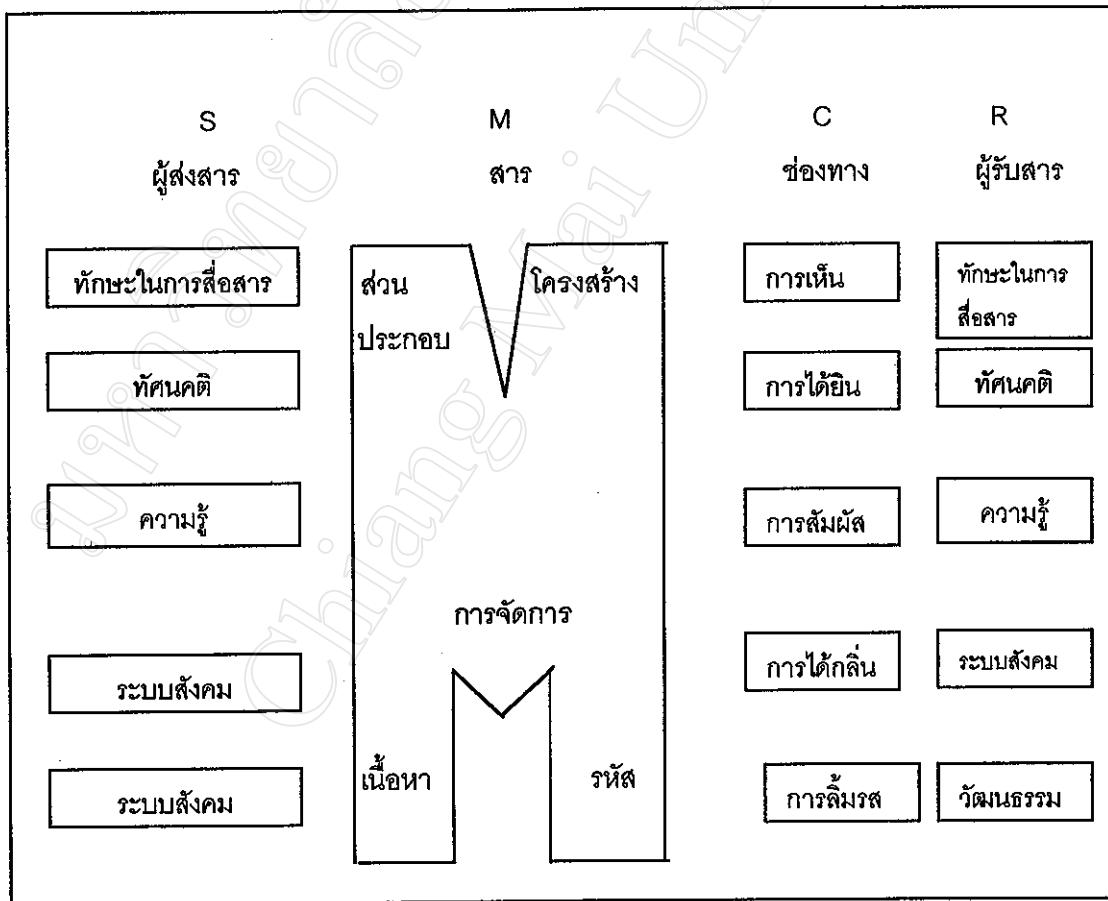 S M C R
ผู้ส่งสาร สาร ช่องทาง ผู้รับสาร
ทักษะในการสื่อสาร
ทัศนคติ
ความรู้
ระบบสังคม
ระบบสังคม
ส่วน โครงสร้าง
ประกอบ
การจัดการ
เนื้อหา รหัส
การเห็น
การได้ยิน
การสัมผัส
การได้กลิ่น
การลิ้มรส
ทักษะในการ
สื่อสาร
ทัศนคติ
ความรู้
ระบบสังคม
วัฒนธรรม
Chiang Mai Uni